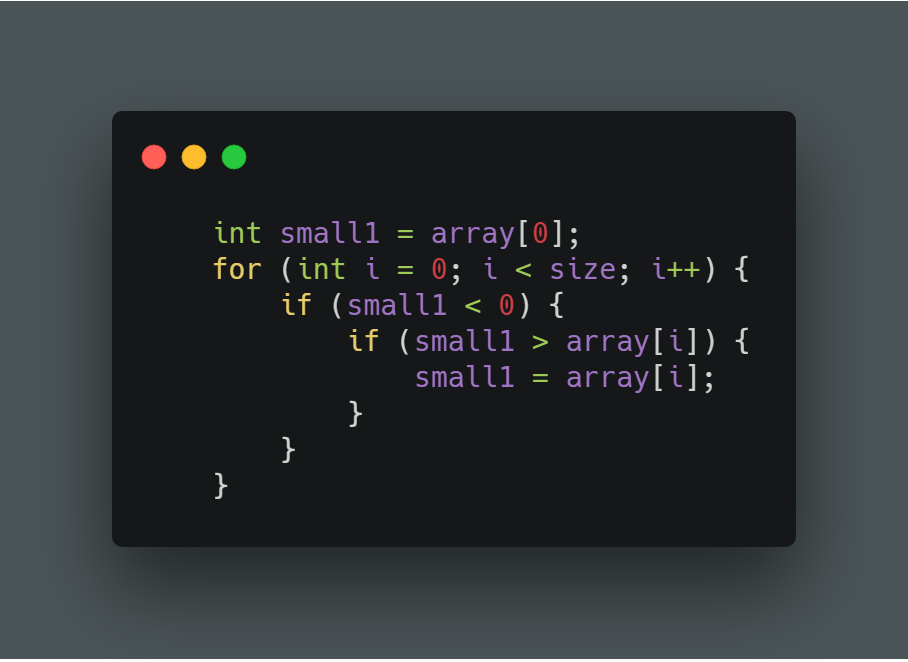 int small1 = array[0];
for (int i = 0; i < size; i++) {
    if (small1 < 0) {
        if (small1 > array[i]) {
            small1 = array[i];
        }
    }
}